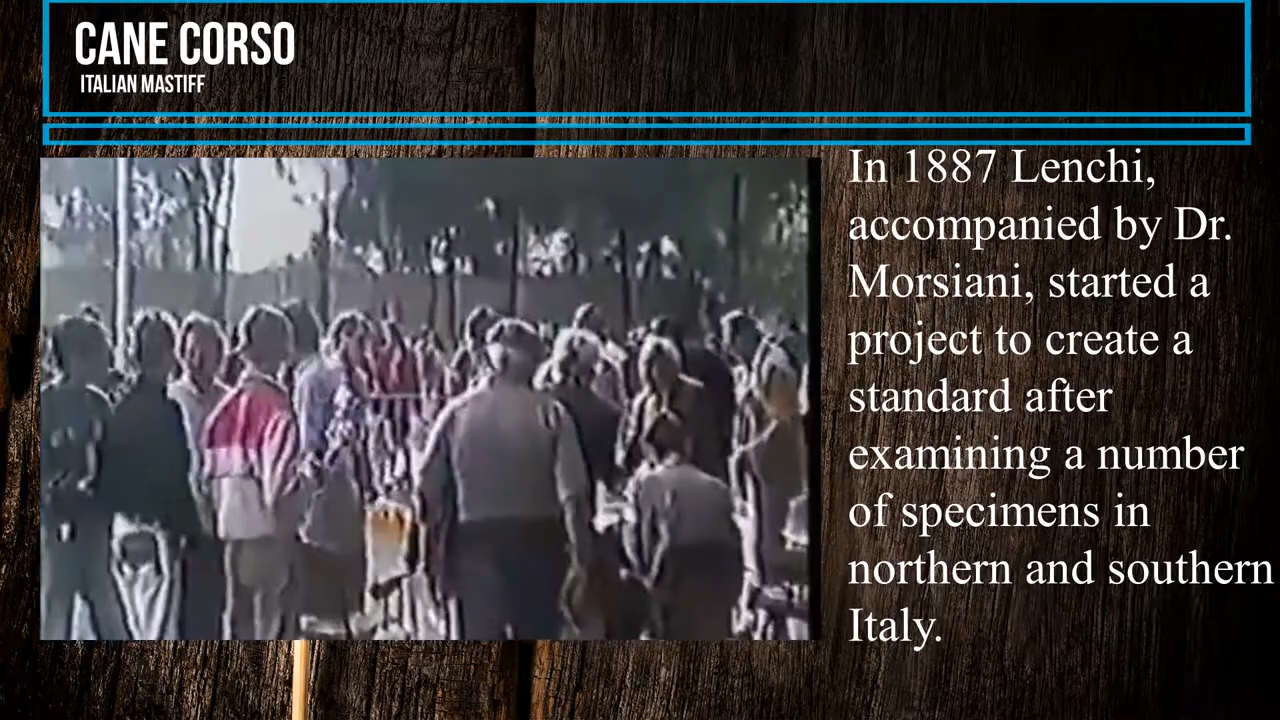 CANE CORSO
ITALIAN MASTIFF
In 1887 Lenchi,
accompanied by Dr.
Morsiani, started a
project to create a
standard after
examining a number
of specimens in
northern and southern
Italy.